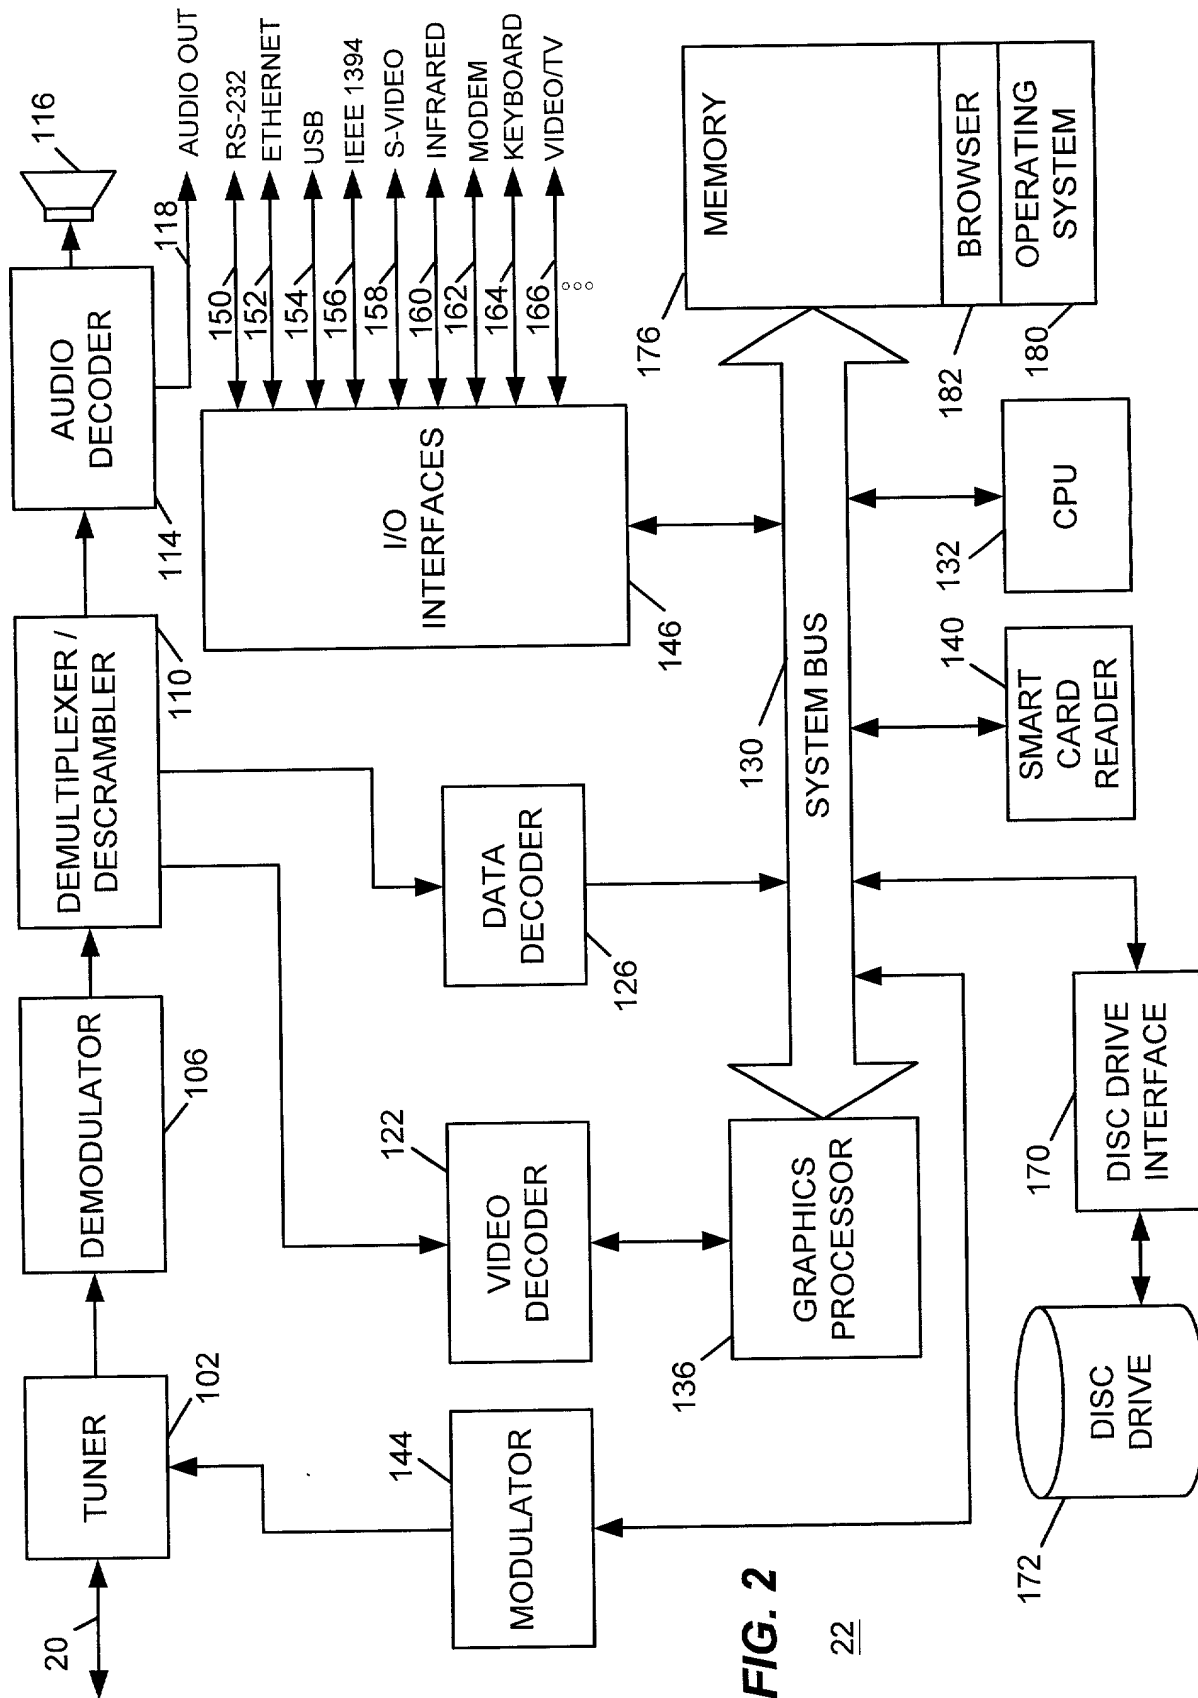 20
TUNER
102
DEMODULATOR
106
DEMULTIPLEXER /
DESCRAMBLER
110
AUDIO
DECODER
114
116
118
AUDIO OUT
150
RS-232
152
ETHERNET
154
USB
156
IEEE 1394
158
S-VIDEO
160
INFRARED
162
MODEM
164
KEYBOARD
166
VIDEO/TV
I/O
INTERFACES
146
MODULATOR
144
VIDEO
DECODER
122
DATA
DECODER
126
GRAPHICS
PROCESSOR
136
SYSTEM BUS
130
MEMORY
176
BROWSER
182
OPERATING
SYSTEM
180
CPU
132
SMART
CARD
READER
140
DISC DRIVE
INTERFACE
170
DISC
DRIVE
172
FIG. 2
22